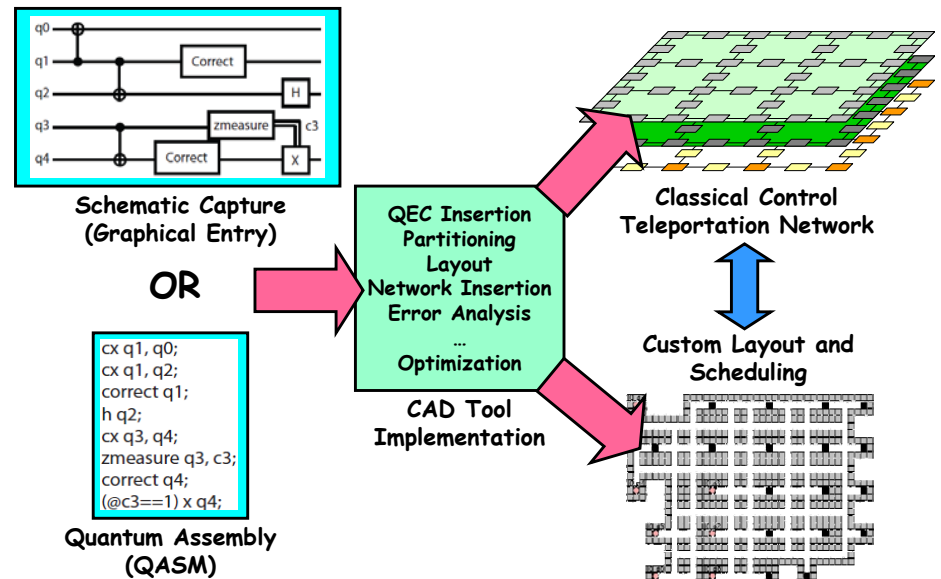 q0
q1
Correct
q2
H
q3
zmeasure
c3
q4
Correct
X
Schematic Capture
(Graphical Entry)
OR
cx q1, q0;
cx q1, q2;
correct q1;
h q2;
cx q3, q4;
zmeasure q3, c3;
correct q4;
(@c3==1) x q4;
Quantum Assembly
(QASM)
QEC Insertion
Partitioning
Layout
Network Insertion
Error Analysis
...
Optimization
CAD Tool
Implementation
Classical Control
Teleportation Network
Custom Layout and
Scheduling